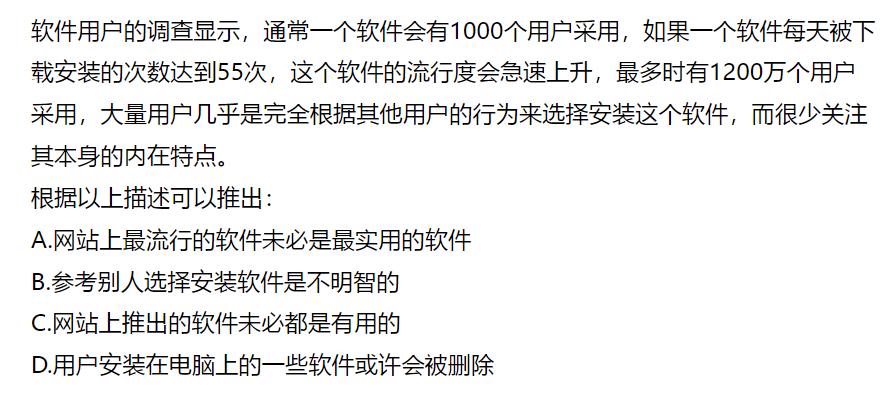 软件用户的调查显示，通常一个软件会有1000个用户采用，如果一个软件每天被下
载安装的次数达到55次，这个软件的流行度会急速上升，最多时有1200万个用户
采用，大量用户几乎是完全根据其他用户的行为来选择安装这个软件，而很少关注
其本身的内在特点。
根据以上描述可以推出：
A.网站上最流行的软件未必是最实用的软件
B.参考别人选择安装软件是不明智的
C.网站上推出的软件未必都是有用的
D.用户安装在电脑上的一些软件或许会被删除